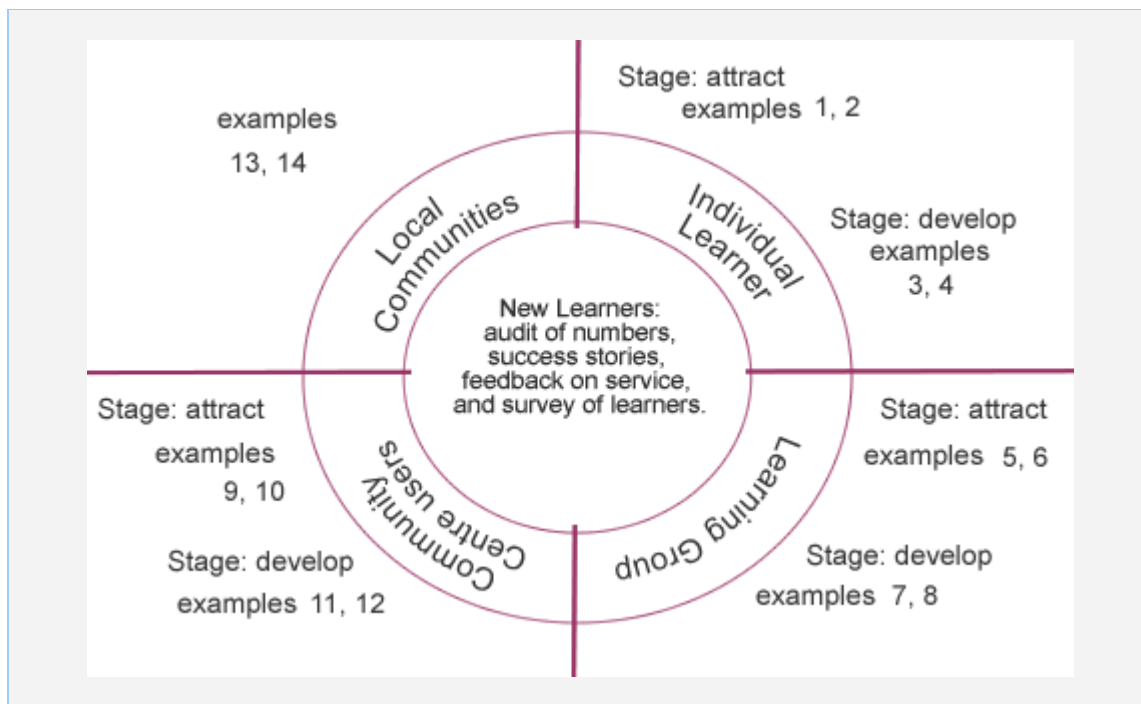 examples
13, 14
Stage: attract
examples 1, 2
Local
Communities
Individual
Learner
Stage: develop
examples
3, 4
New Learners:
audit of numbers,
success stories,
feedback on service,
and survey of learners.
Stage: attract
examples
9, 10
Stage: attract
examples 5, 6
Community
Centre users
Learning Group
Stage: develop
examples 11, 12
Stage: develop
examples 7, 8